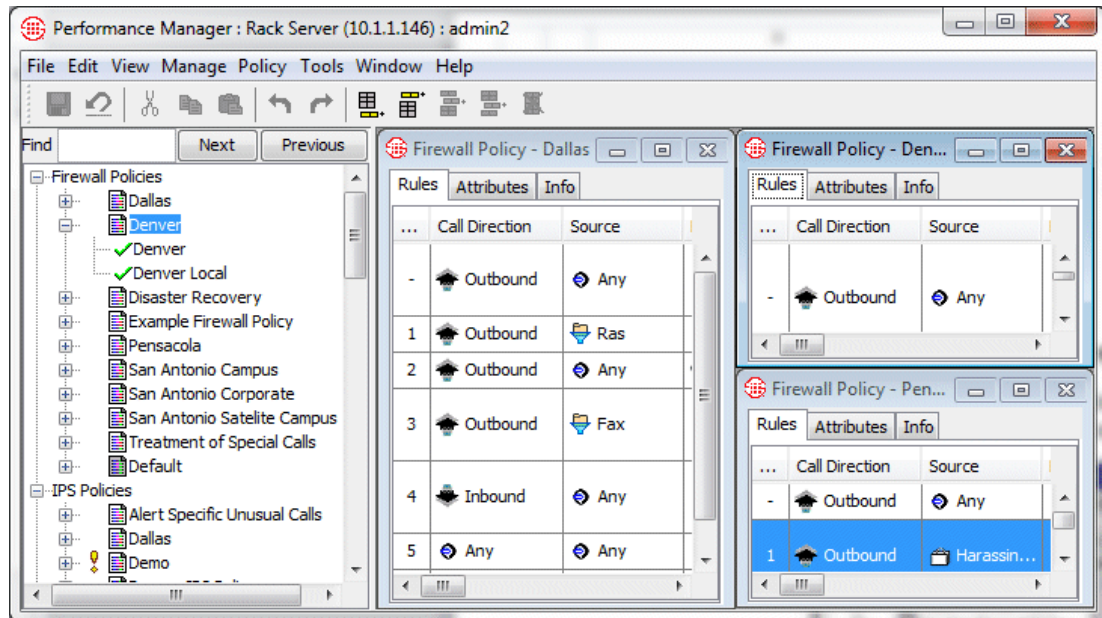 Performance Manager : Rack Server (10.1.1.146) : admin2
File Edit View Manage Policy Tools Window Help
Find Next Previous
Firewall Policies
Dallas
Denver
Denver
Denver Local
Disaster Recovery
Example Firewall Policy
Pensacola
San Antonio Campus
San Antonio Corporate
San Antonio Satelite Campus
Treatment of Special Calls
Default
IPS Policies
Alert Specific Unusual Calls
Dallas
Demo
Firewall Policy - Dallas
Rules Attributes Info
... Call Direction Source
- Outbound Any
1 Outbound Ras
2 Outbound Any
3 Outbound Fax
4 Inbound Any
5 Any Any
Firewall Policy - Den...
Rules Attributes Info
... Call Direction Source
- Outbound Any
Firewall Policy - Pen...
Rules Attributes Info
... Call Direction Source
- Outbound Any
1 Outbound Harassin...